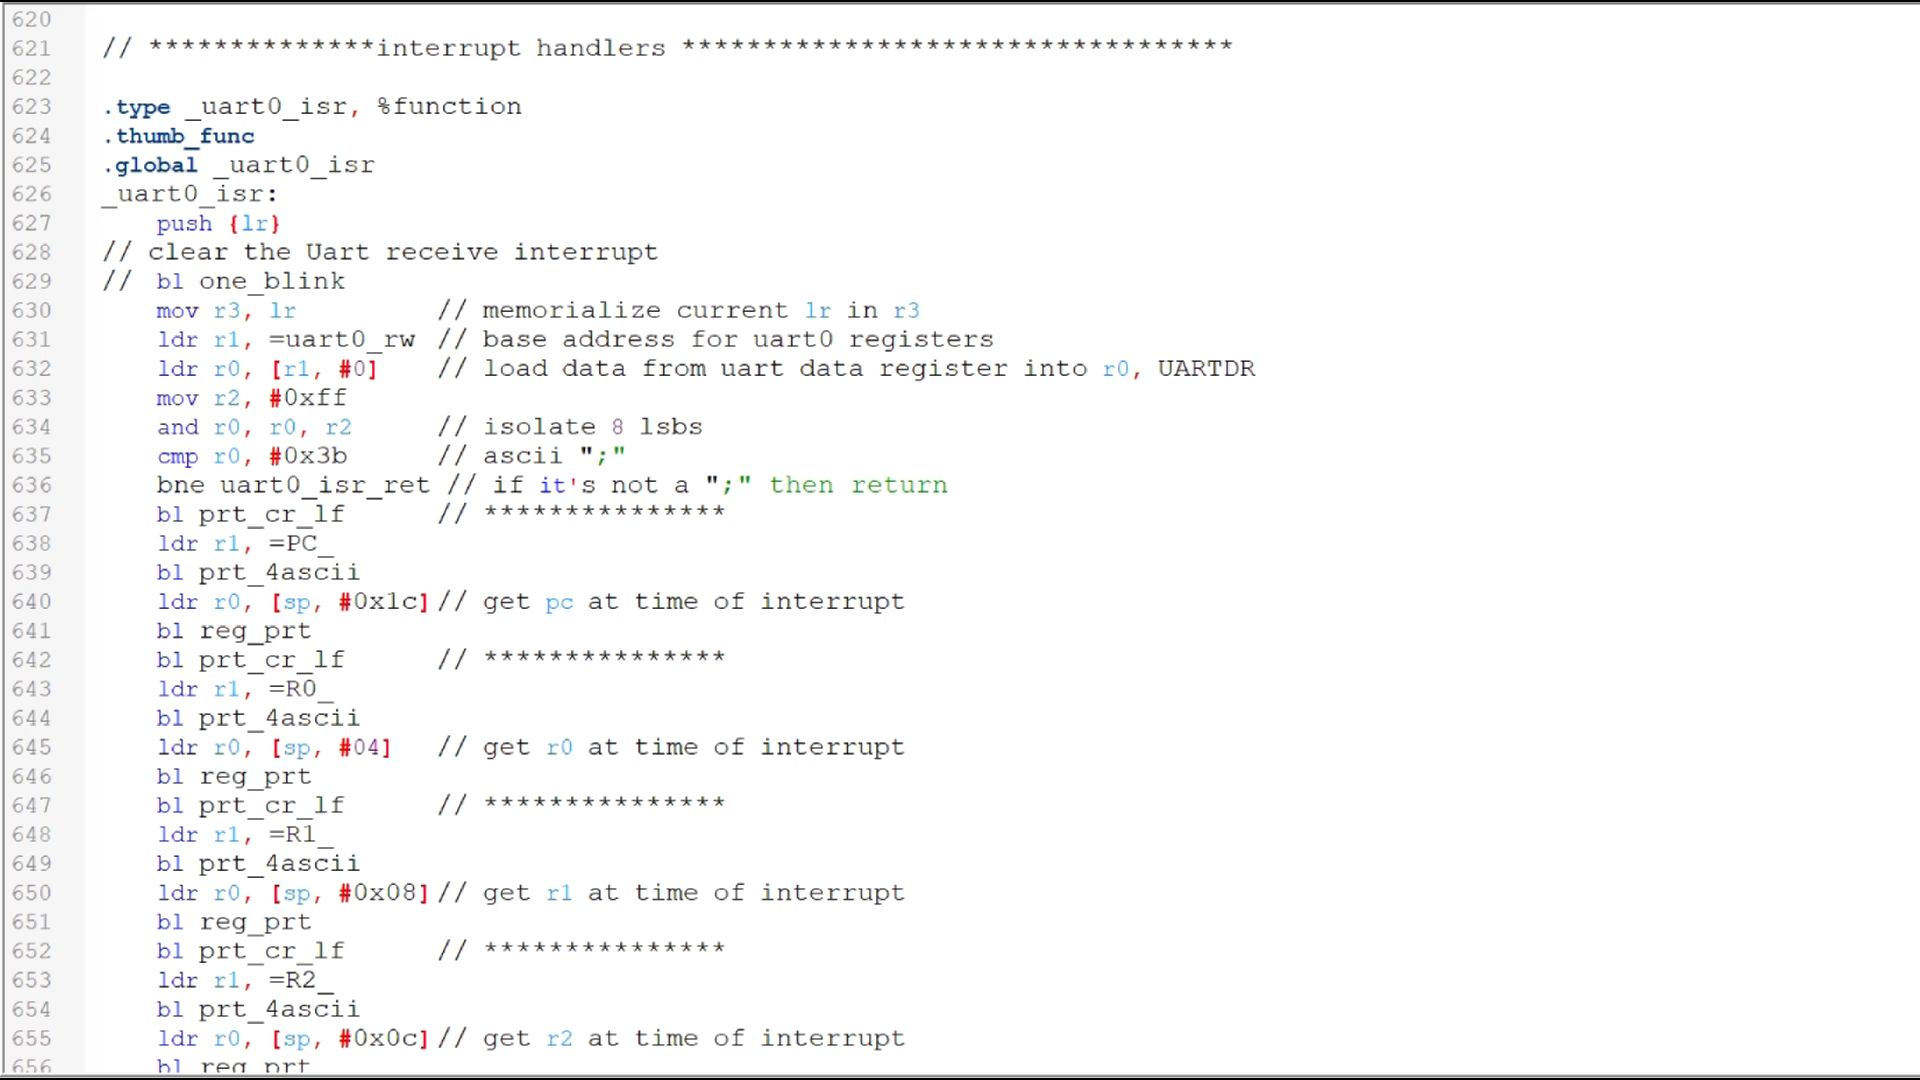 620
621 // **************interrupt handlers **********************************
622
623 .type _uart0_isr, %function
624 .thumb_func
625 .global _uart0_isr
626 _uart0_isr:
627 push {lr}
628 // clear the Uart receive interrupt
629 // bl one_blink
630 mov r3, lr // memorialize current lr in r3
631 ldr r1, =uart0_rw // base address for uart0 registers
632 ldr r0, [r1, #0] // load data from uart data register into r0, UARTDR
633 mov r2, #0xff
634 and r0, r0, r2 // isolate 8 lsbs
635 cmp r0, #0x3b // ascii ";"
636 bne uart0_isr_ret // if it's not a ";" then return
637 bl prt_cr_lf // ***************
638 ldr r1, =PC_
639 bl prt_4ascii
640 ldr r0, [sp, #0x1c] // get pc at time of interrupt
641 bl reg_prt
642 bl prt_cr_lf // ***************
643 ldr r1, =R0_
644 bl prt_4ascii
645 ldr r0, [sp, #04] // get r0 at time of interrupt
646 bl reg_prt
647 bl prt_cr_lf // ***************
648 ldr r1, =R1_
649 bl prt_4ascii
650 ldr r0, [sp, #0x08] // get r1 at time of interrupt
651 bl reg_prt
652 bl prt_cr_lf // ***************
653 ldr r1, =R2_
654 bl prt_4ascii
655 ldr r0, [sp, #0x0c] // get r2 at time of interrupt
656 bl reg_prt